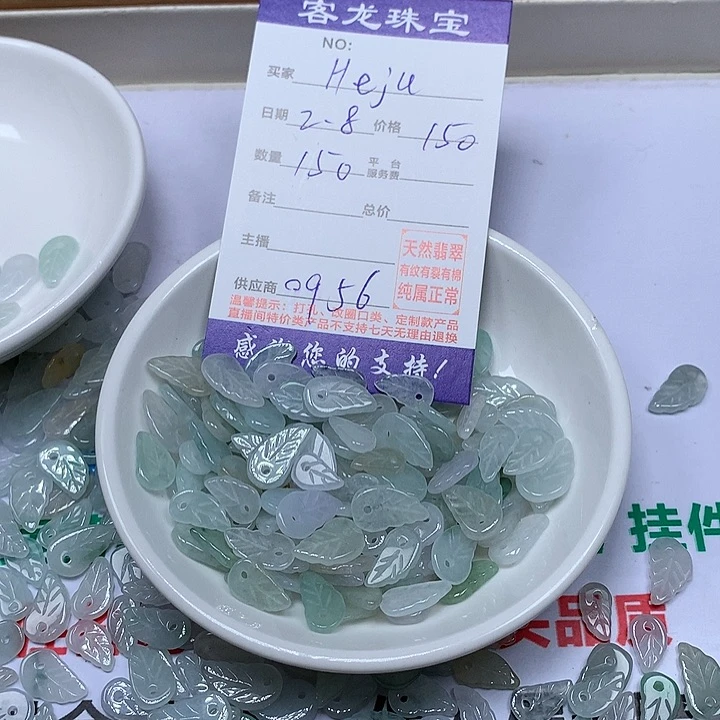 客龙珠宝
NO:
买家 Heju
日期 2-8 价格 150
数量 150 平台服务费
备注 总价
主播
天然翡翠
有纹有裂有棉
纯属正常
供应商 0956
温馨提示：打孔、改圈口类、定制款产品
直播间特价类产品不支持七天无理由退换
感谢您的支持！
挂件
品质